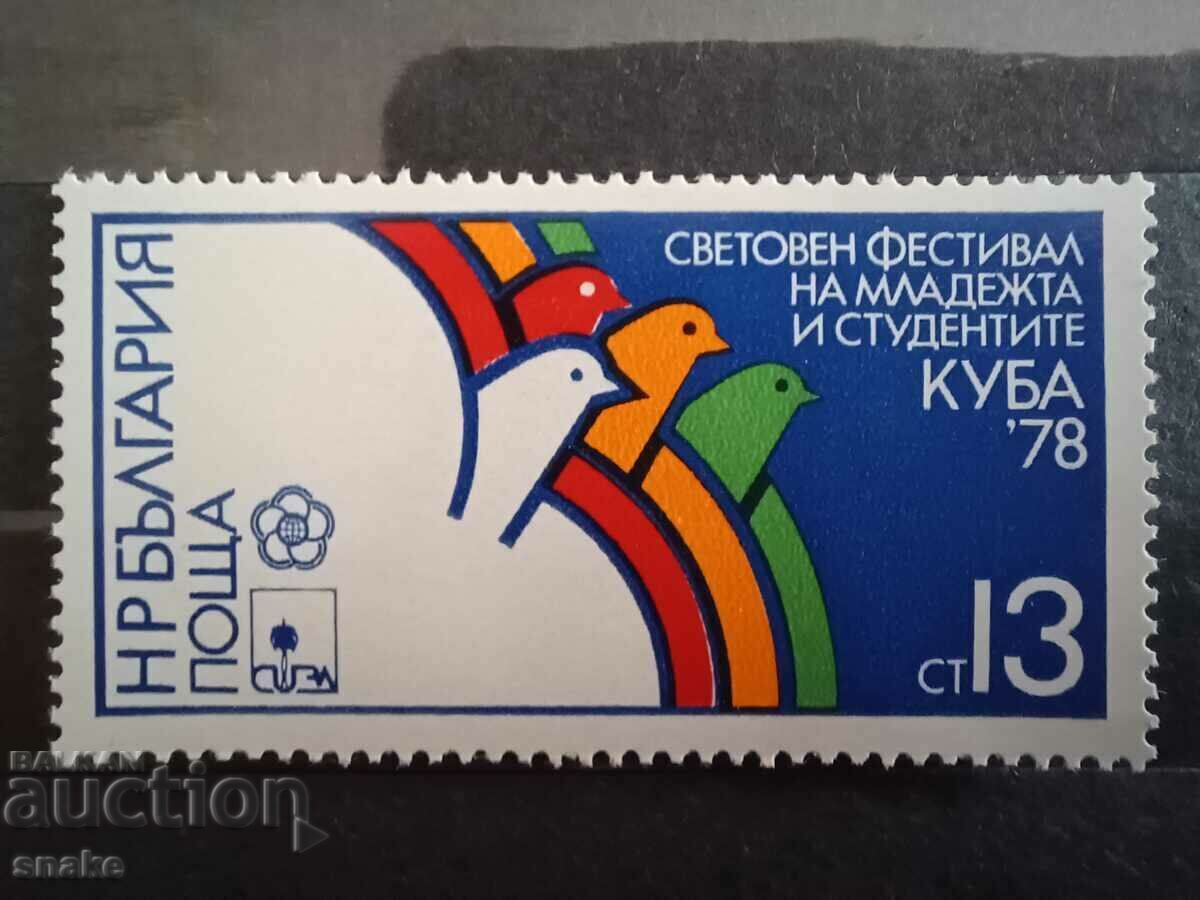 НР БЪЛГАРИЯ
ПОЩА
СВЕТОВЕН ФЕСТИВАЛ
НА МЛАДЕЖТА
И СТУДЕНТИТЕ
КУБА
'78
СТ 13
BALKAN
auction
snake